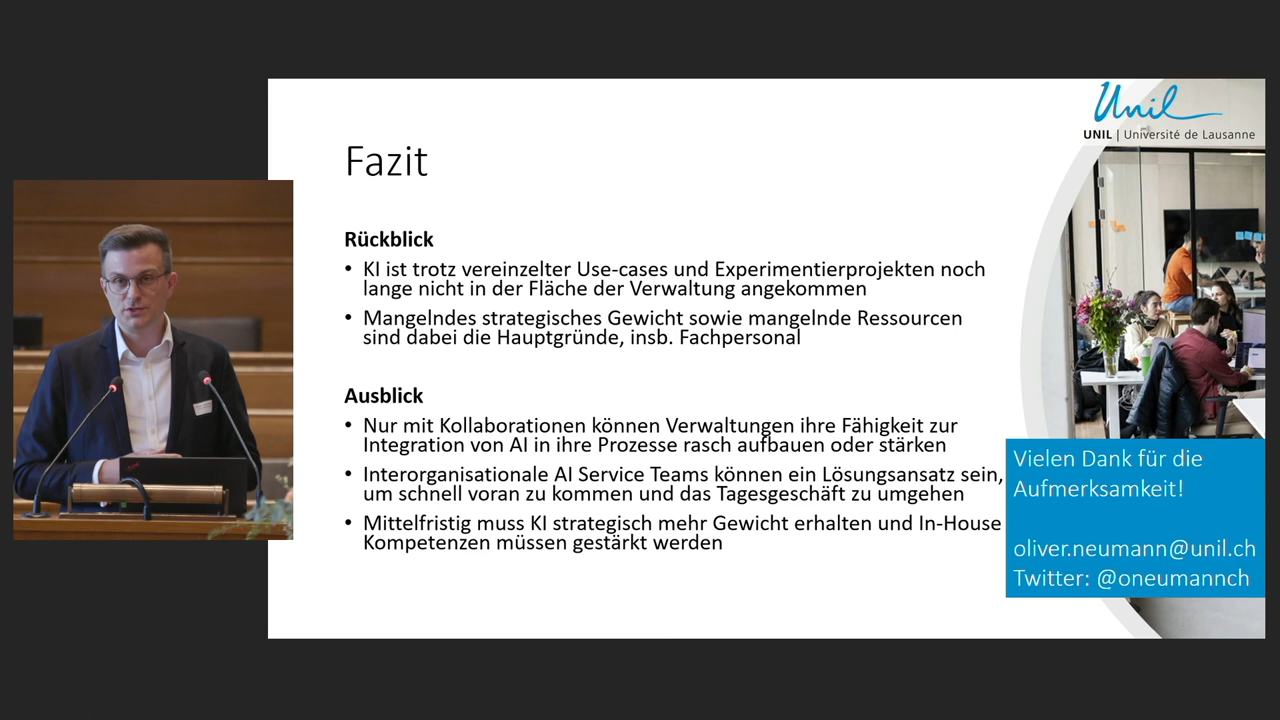 Unil
UNIL | Université de Lausanne
Fazit
Rückblick
• KI ist trotz vereinzelter Use-cases und Experimentierprojekten noch
lange nicht in der Fläche der Verwaltung angekommen
• Mangelndes strategisches Gewicht sowie mangelnde Ressourcen
sind dabei die Hauptgründe, insb. Fachpersonal
Ausblick
• Nur mit Kollaborationen können Verwaltungen ihre Fähigkeit zur
Integration von AI in ihre Prozesse rasch aufbauen oder stärken
• Interorganisationale AI Service Teams können ein Lösungsansatz sein,
um schnell voran zu kommen und das Tagesgeschäft zu umgehen
• Mittelfristig muss KI strategisch mehr Gewicht erhalten und In-House
Kompetenzen müssen gestärkt werden
Vielen Dank für die
Aufmerksamkeit!
oliver.neumann@unil.ch
Twitter: @oneumannch